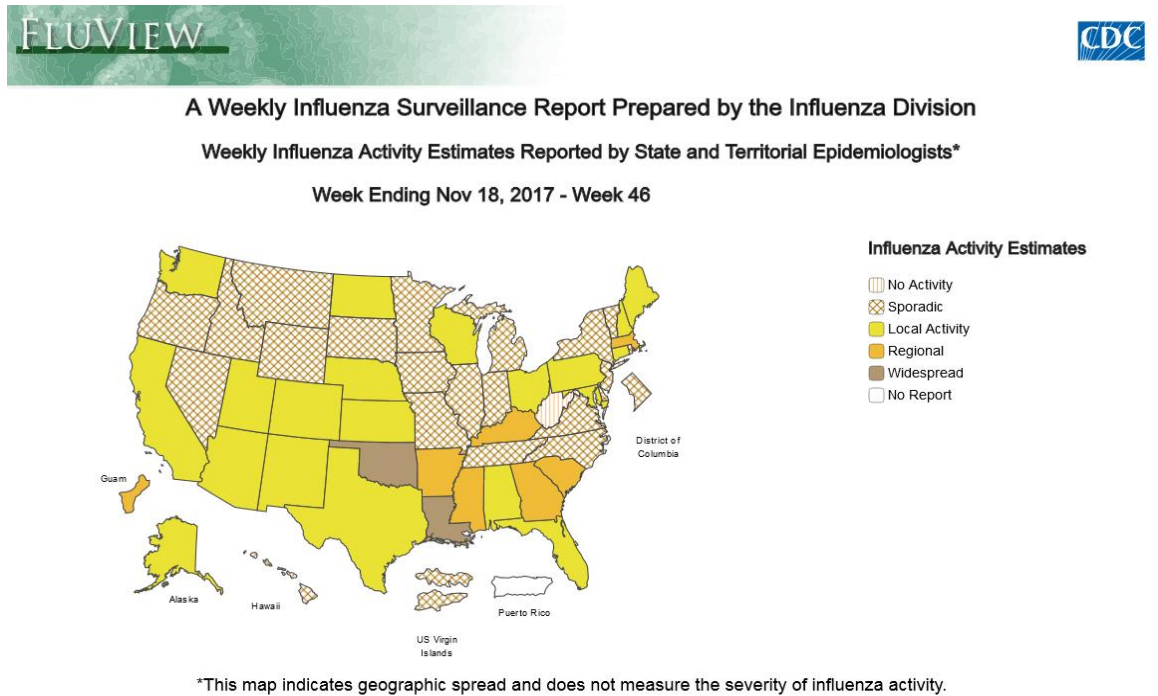 FLUVIEW
CDC
A Weekly Influenza Surveillance Report Prepared by the Influenza Division
Weekly Influenza Activity Estimates Reported by State and Territorial Epidemiologists*
Week Ending Nov 18, 2017 - Week 46
Influenza Activity Estimates
No Activity
Sporadic
Local Activity
Regional
Widespread
No Report
District of
Columbia
Guam
Alaska
Hawaii
Puerto Rico
US Virgin
Islands
*This map indicates geographic spread and does not measure the severity of influenza activity.